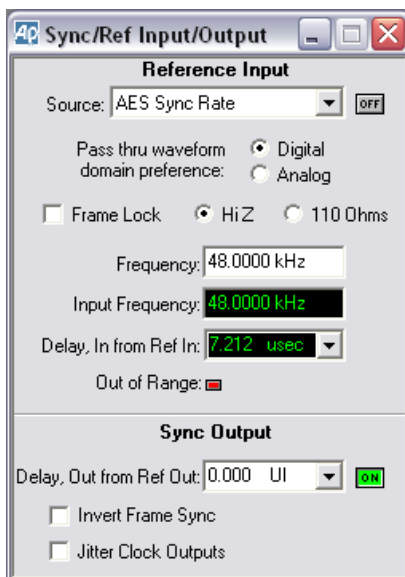 AP Sync/Ref Input/Output
Reference Input
Source: AES Sync Rate OFF
Pass thru waveform domain preference: Digital
Analog
Frame Lock HiZ 110 Ohms
Frequency: 48.0000 kHz
Input Frequency: 48.0000 kHz
Delay, In from Ref In: 7.212 usec
Out of Range:
Sync Output
Delay, Out from Ref Out: 0.000 UI ON
Invert Frame Sync
Jitter Clock Outputs